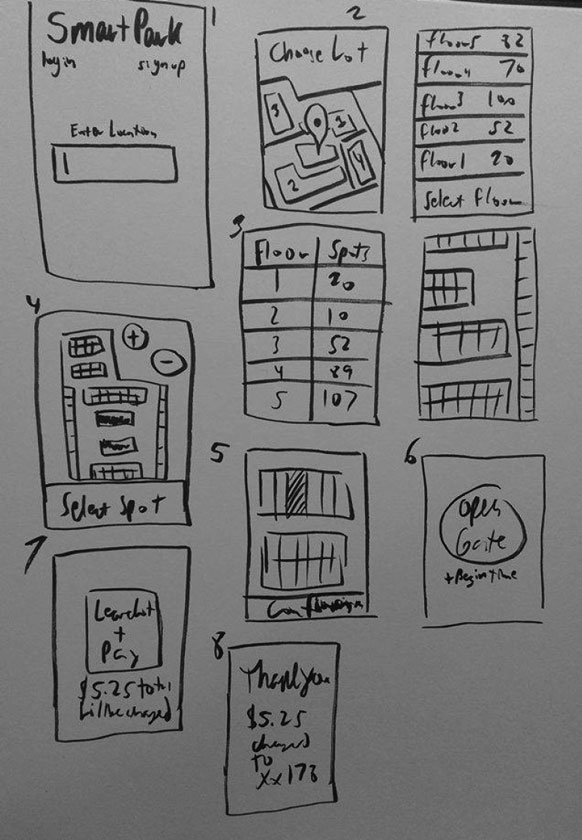 1
SmartPark
login signup
Enter Location
2
Choose Lot
3
1
2
4
floor5 32
floor4 70
floor3 100
floor2 52
floor1 20
Select Floor
3
Floor Spots
1 20
2 10
3 52
4 89
5 107
4
+
-
Select Spot
5
6
Open
Gate
+Begin time
7
Leave Lot
+
Pay
$5.25 total
will be charged
8
Thank you
$5.25
charged
to
xx173